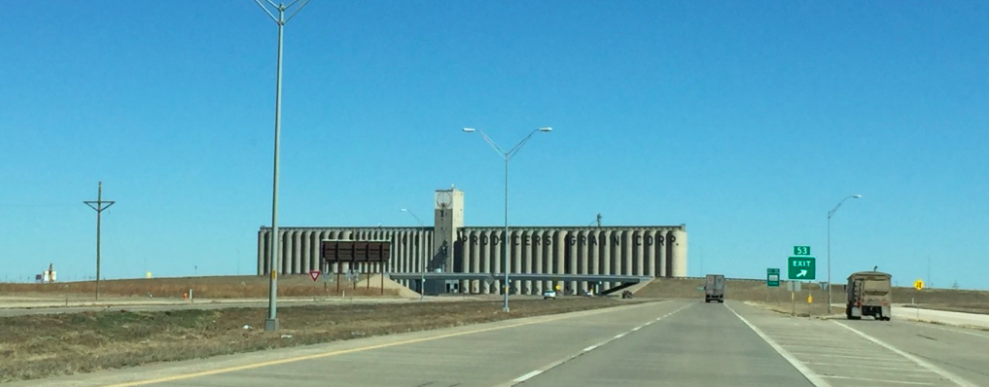 PRODUCERS GRAIN CORP.
53
EXIT